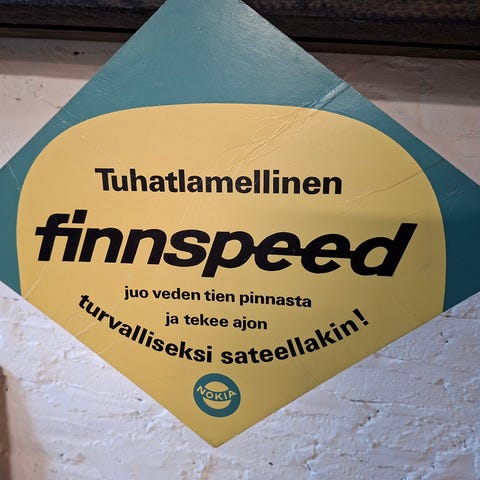 Tuhatlamellinen
finnspeed
juo veden tien pinnasta
ja tekee ajon
turvalliseksi sateellakin!
NOKIA